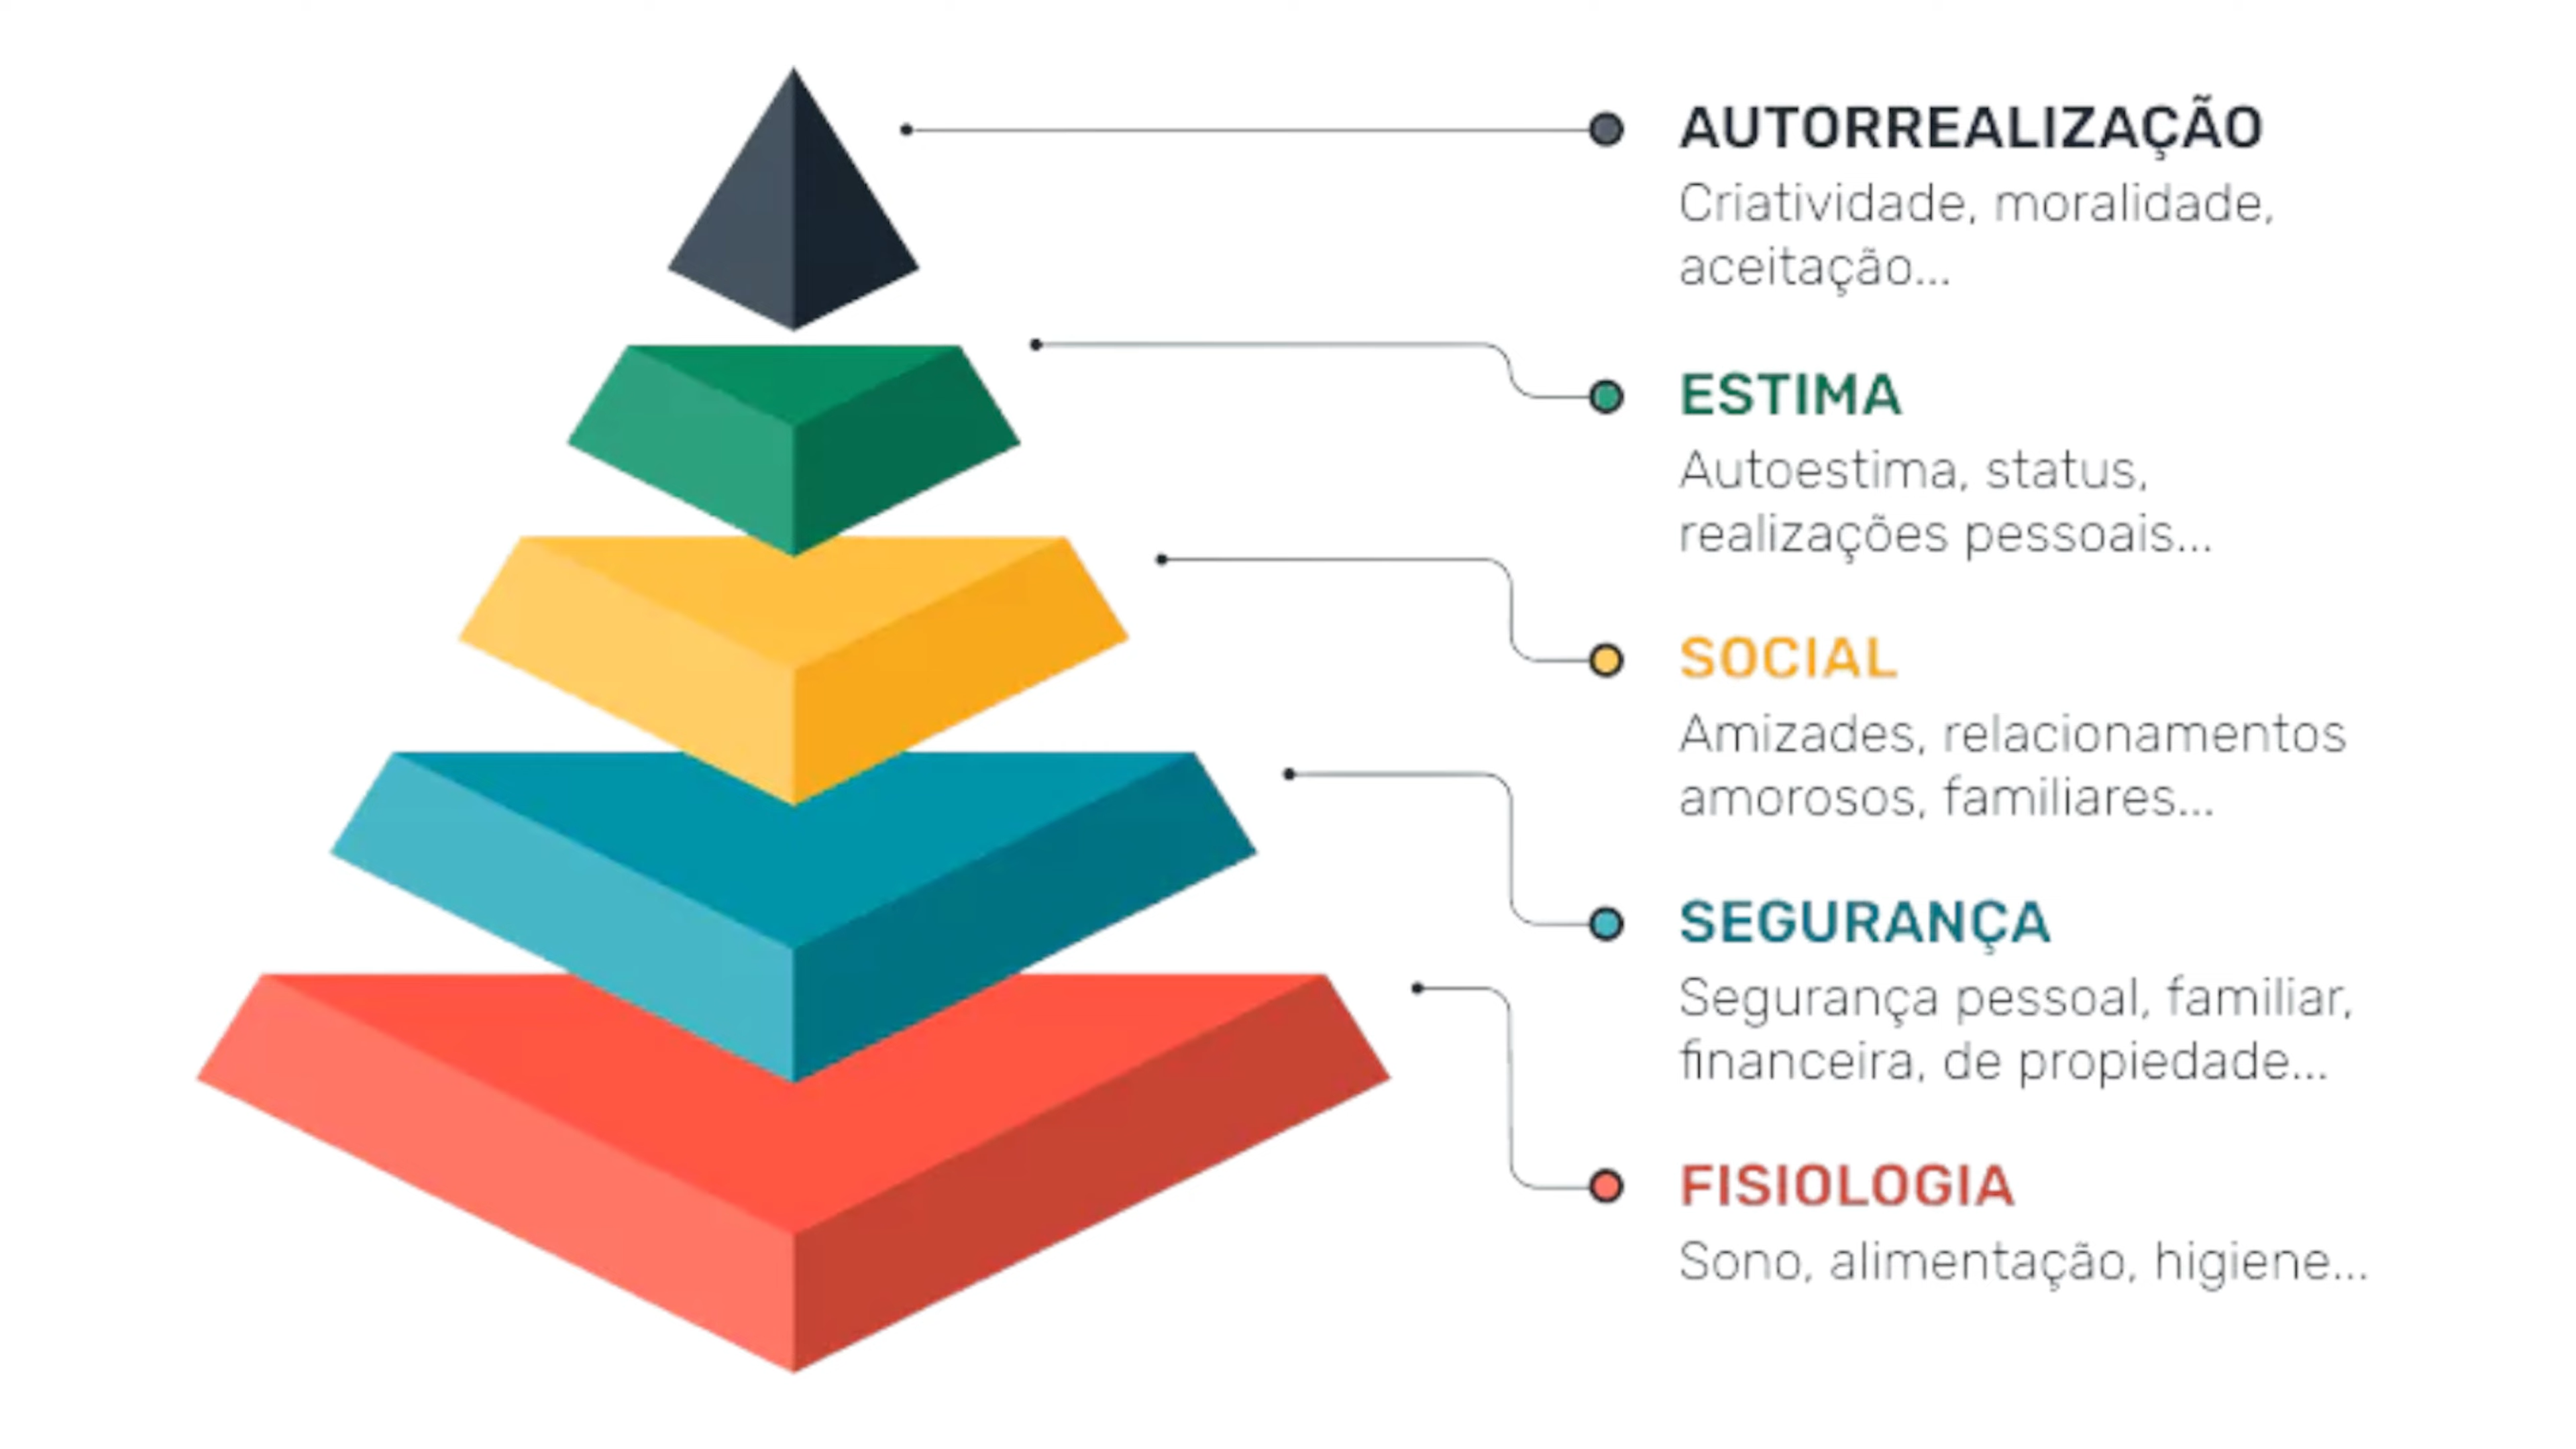 AUTORREALIZAÇÃO
Criatividade, moralidade,
aceitação...
ESTIMA
Autoestima, status,
realizações pessoais...
SOCIAL
Amizades, relacionamentos
amorosos, familiares...
SEGURANÇA
Segurança pessoal, familiar,
financeira, de propiedade...
FISIOLOGIA
Sono, alimentação, higiene...